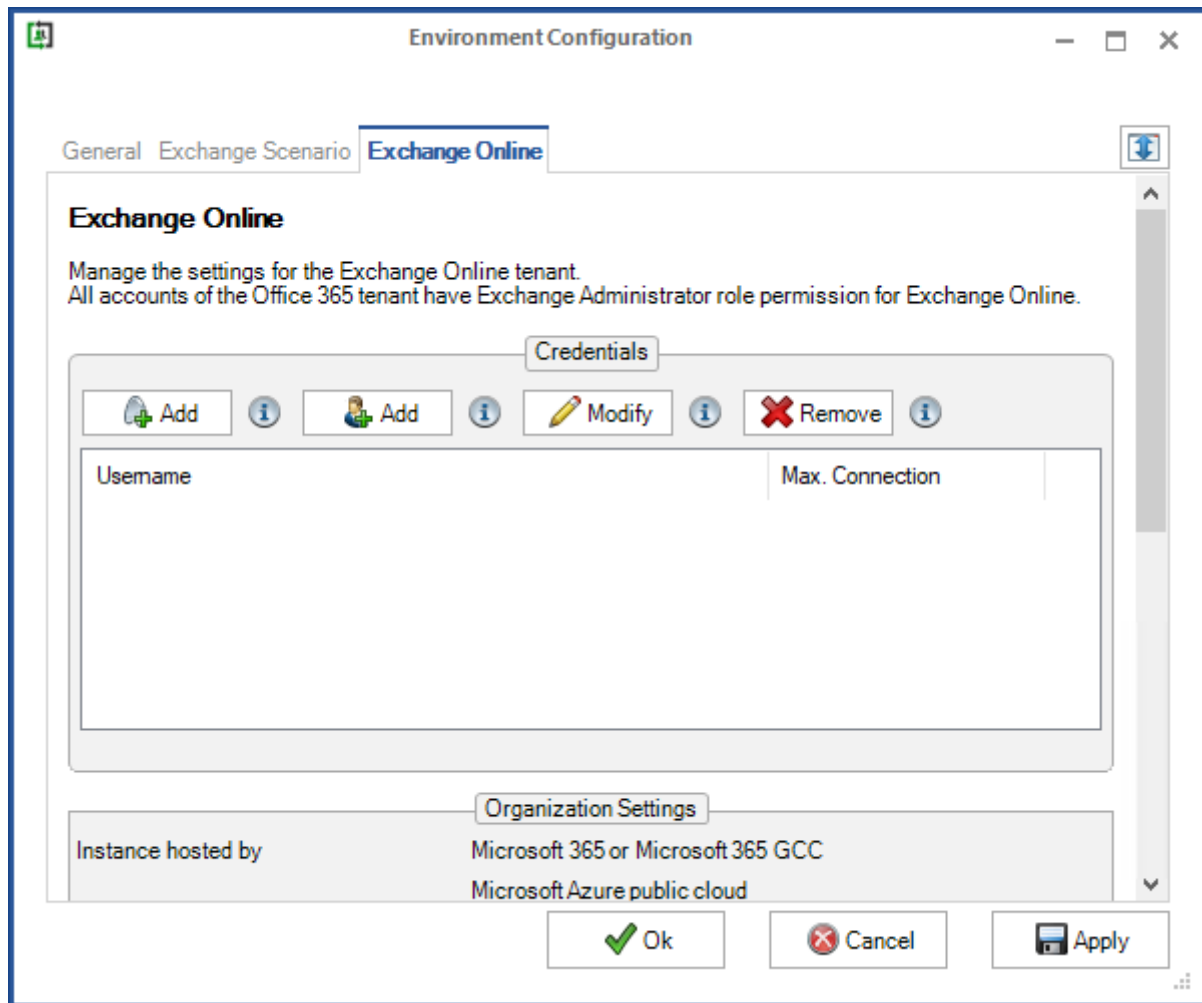 Environment Configuration
General Exchange Scenario Exchange Online
Exchange Online
Manage the settings for the Exchange Online tenant.
All accounts of the Office 365 tenant have Exchange Administrator role permission for Exchange Online.
Credentials
Add Add Modify Remove
Username Max. Connection
Organization Settings
Instance hosted by Microsoft 365 or Microsoft 365 GCC
Microsoft Azure public cloud
Ok Cancel Apply